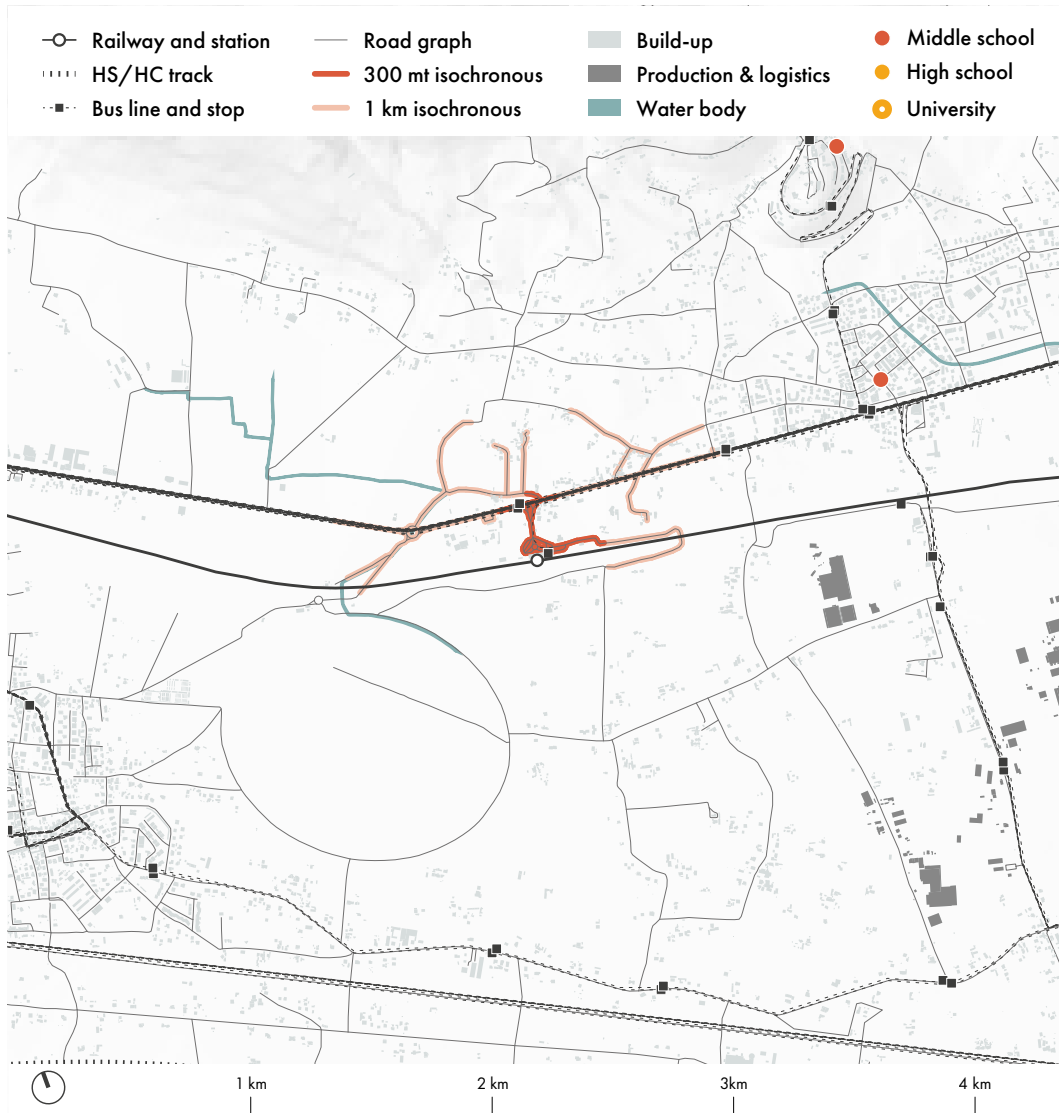 Railway and station
Road graph
Build-up
Middle school
HS/HC track
300 mt isochronous
Production & logistics
High school
Bus line and stop
1 km isochronous
Water body
University
1 km
2 km
3km
4 km